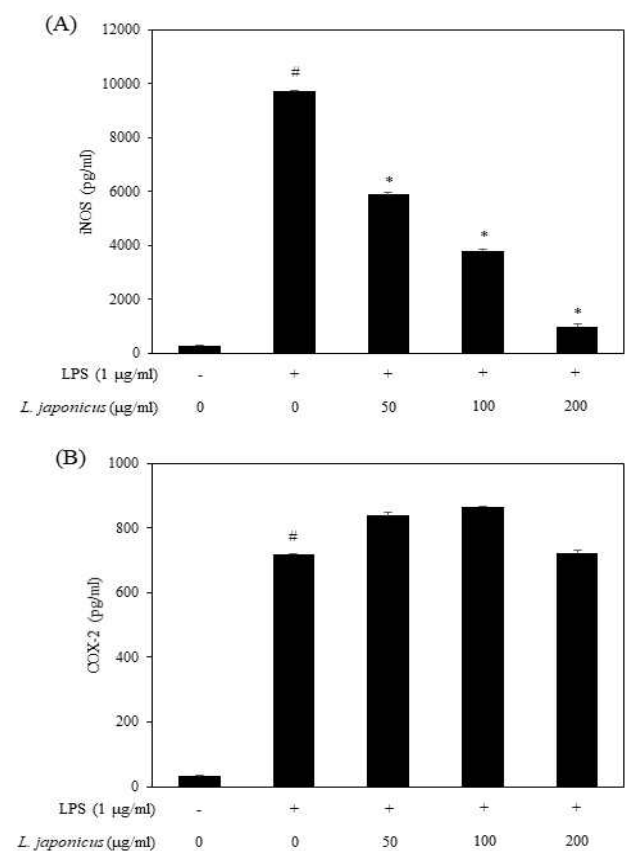 (A)
12000
10000
8000
6000
4000
2000
0
iNOS (pg/ml)
#
*
*
*
LPS (1 µg/ml) - + + + +
L. japonicus (µg/ml) 0 0 50 100 200
(B)
1000
800
600
400
200
0
COX-2 (pg/ml)
#
LPS (1 µg/ml) - + + + +
L. japonicus (µg/ml) 0 0 50 100 200